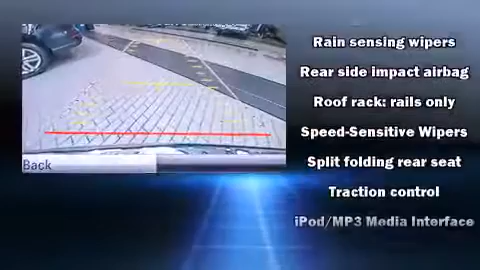 Rain sensing wipers
Rear side impact airbag
Roof rack: rails only
Speed-Sensitive Wipers
Split folding rear seat
Traction control
iPod/MP3 Media Interface
Back